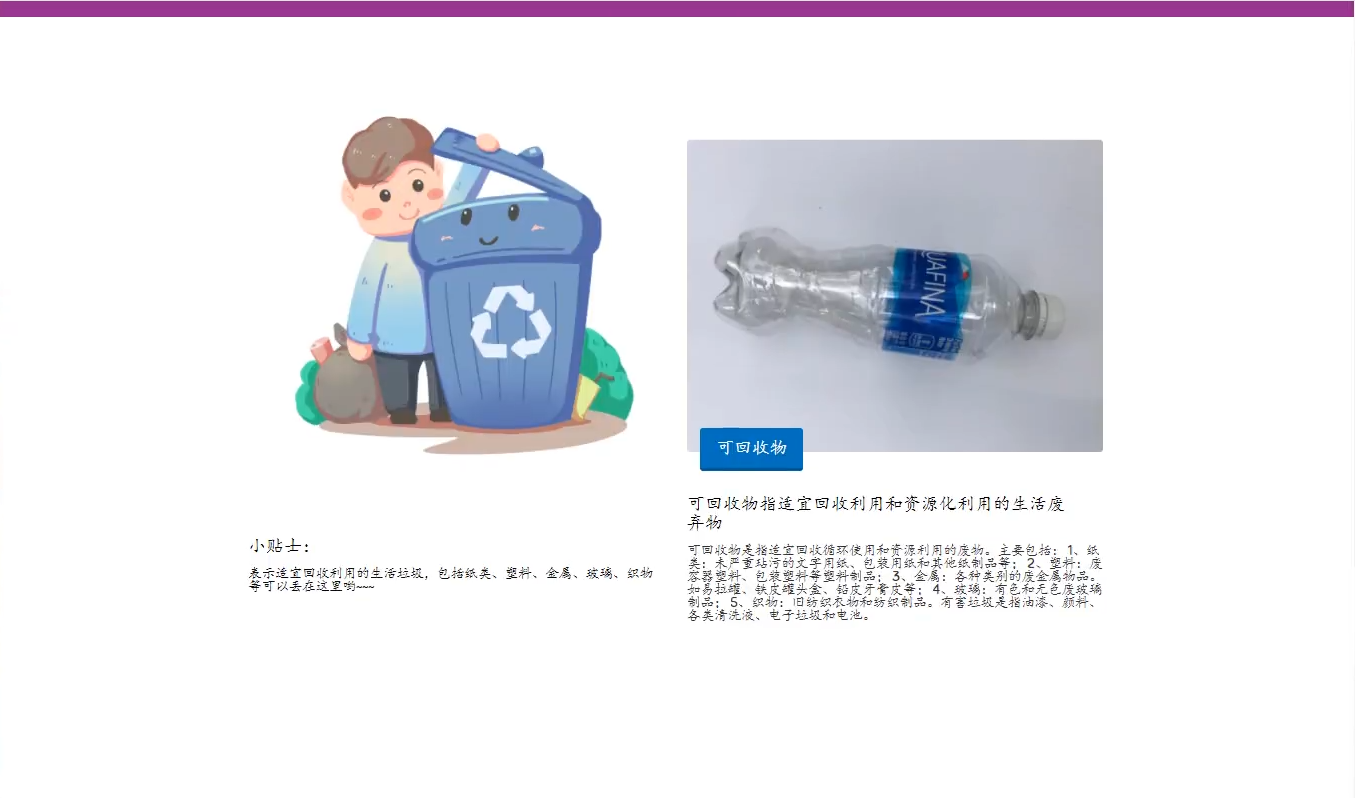 AQUAFINA
可回收物
可回收物指适宜回收利用和资源化利用的生活废
弃物
可回收物是指适宜回收循环使用和资源利用的废物。主要包括：1、纸
类：未严重玷污的文字用纸、包装用纸和其他纸制品等；2、塑料：废
容器塑料、包装塑料等塑料制品；3、金属：各种类别的废金属物品。
如易拉罐、铁皮罐头盒、铅皮牙膏皮等；4、玻璃：有色和无色废玻璃
制品；5、织物：旧纺织衣物和纺织制品。有害垃圾是指油漆、颜料、
各类清洗液、电子垃圾和电池。
小贴士：
表示适宜回收利用的生活垃圾，包括纸类、塑料、金属、玻璃、织物
等可以丢在这里哟~~~